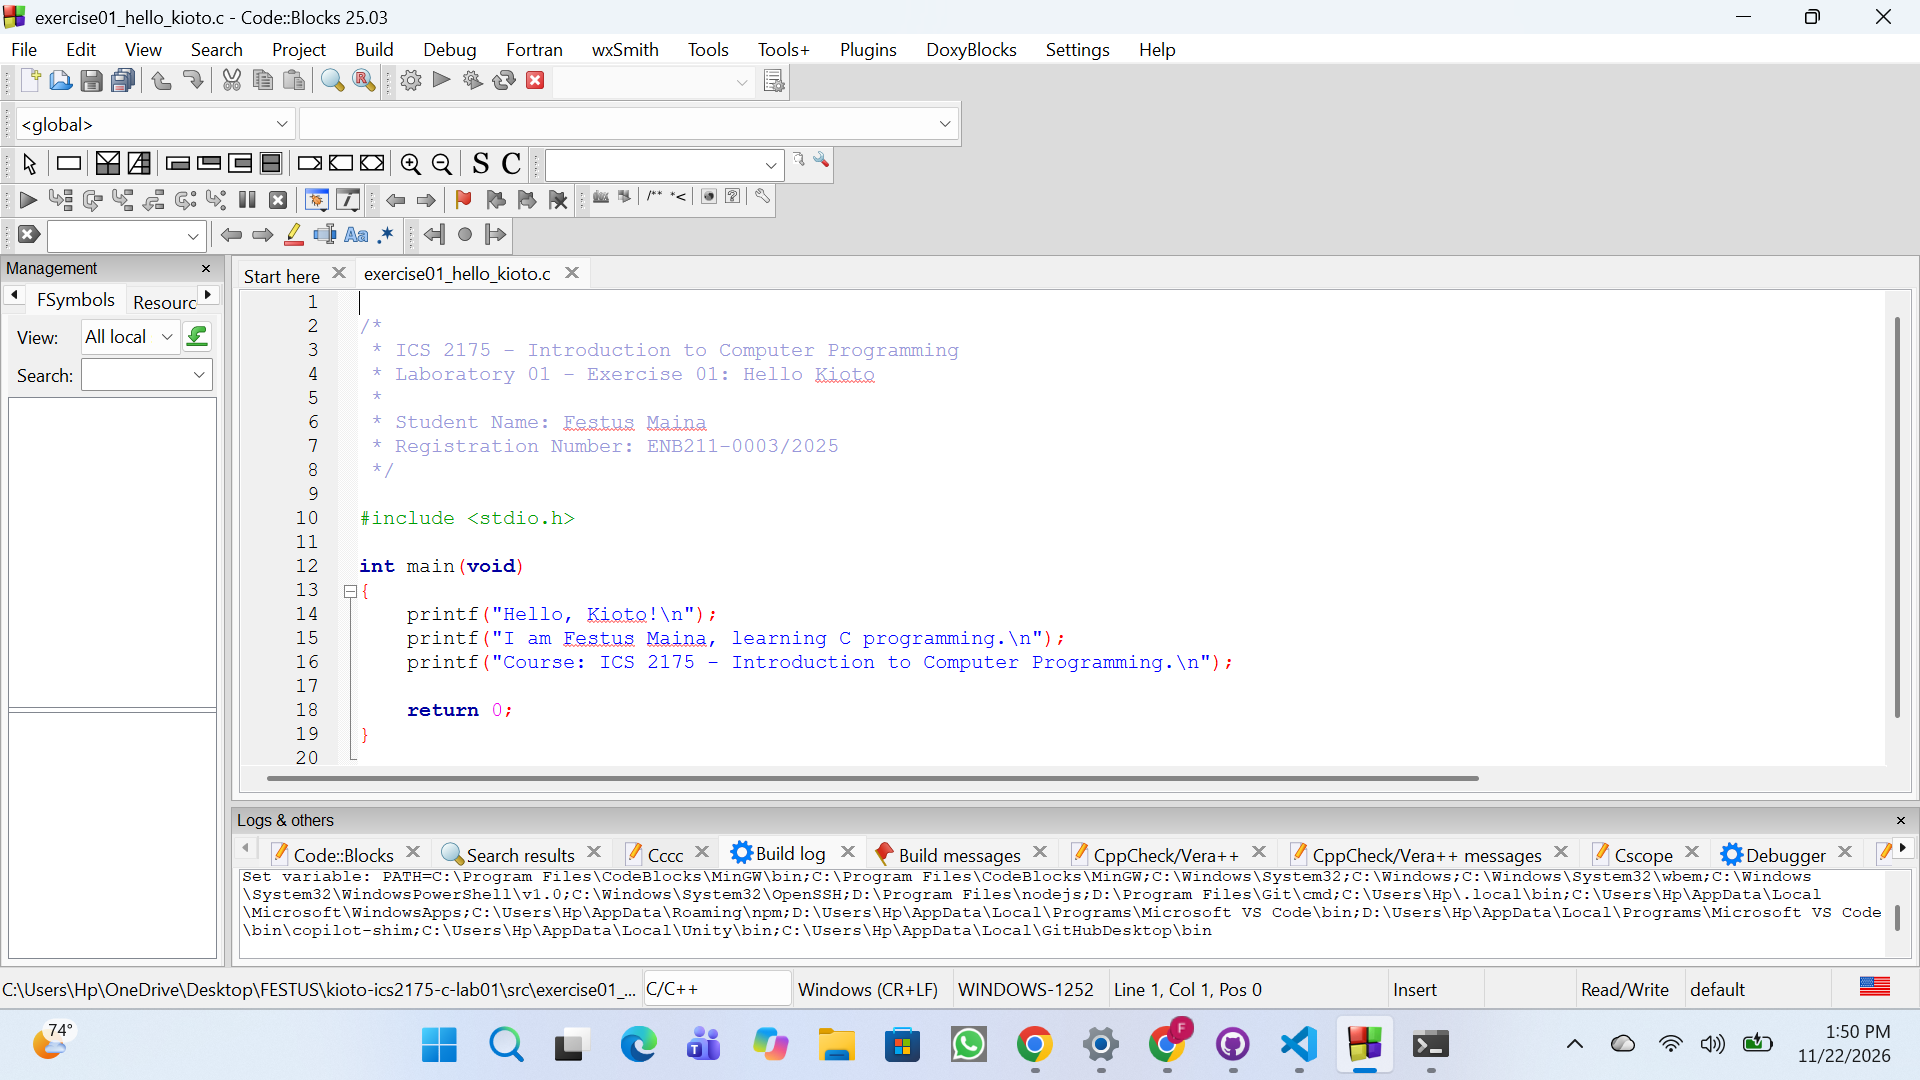 exercise01_hello_kioto.c - Code::Blocks 25.03
File Edit View Search Project Build Debug Fortran wxSmith Tools Tools+ Plugins DoxyBlocks Settings Help
<global>
S C
/** *<
Aa .*
Management
Start here exercise01_hello_kioto.c
FSymbols Resourc
View: All local
Search:
1
2 /*
3 * ICS 2175 - Introduction to Computer Programming
4 * Laboratory 01 - Exercise 01: Hello Kioto
5 *
6 * Student Name: Festus Maina
7 * Registration Number: ENB211-0003/2025
8 */
9
10 #include <stdio.h>
11
12 int main(void)
13 {
14 printf("Hello, Kioto!\n");
15 printf("I am Festus Maina, learning C programming.\n");
16 printf("Course: ICS 2175 - Introduction to Computer Programming.\n");
17
18 return 0;
19 }
20
Logs & others
Code::Blocks Search results Cccc Build log Build messages CppCheck/Vera++ CppCheck/Vera++ messages Cscope Debugger
Set variable: PATH=C:\Program Files\CodeBlocks\MinGW\bin;C:\Program Files\CodeBlocks\MinGW;C:\Windows\System32;C:\Windows;C:\Windows\System32\wbem;C:\Windows
\System32\WindowsPowerShell\v1.0;C:\Windows\System32\OpenSSH;D:\Program Files\nodejs;D:\Program Files\Git\cmd;C:\Users\Hp\.local\bin;C:\Users\Hp\AppData\Local
\Microsoft\WindowsApps;C:\Users\Hp\AppData\Roaming\npm;D:\Users\Hp\AppData\Local\Programs\Microsoft VS Code\bin;D:\Users\Hp\AppData\Local\Programs\Microsoft VS Code
\bin\copilot-shim;C:\Users\Hp\AppData\Local\Unity\bin;C:\Users\Hp\AppData\Local\GitHubDesktop\bin
C:\Users\Hp\OneDrive\Desktop\FESTUS\kioto-ics2175-c-lab01\src\exercise01_... C/C++ Windows (CR+LF) WINDOWS-1252 Line 1, Col 1, Pos 0 Insert Read/Write default
74°
F
1:50 PM
11/22/2026